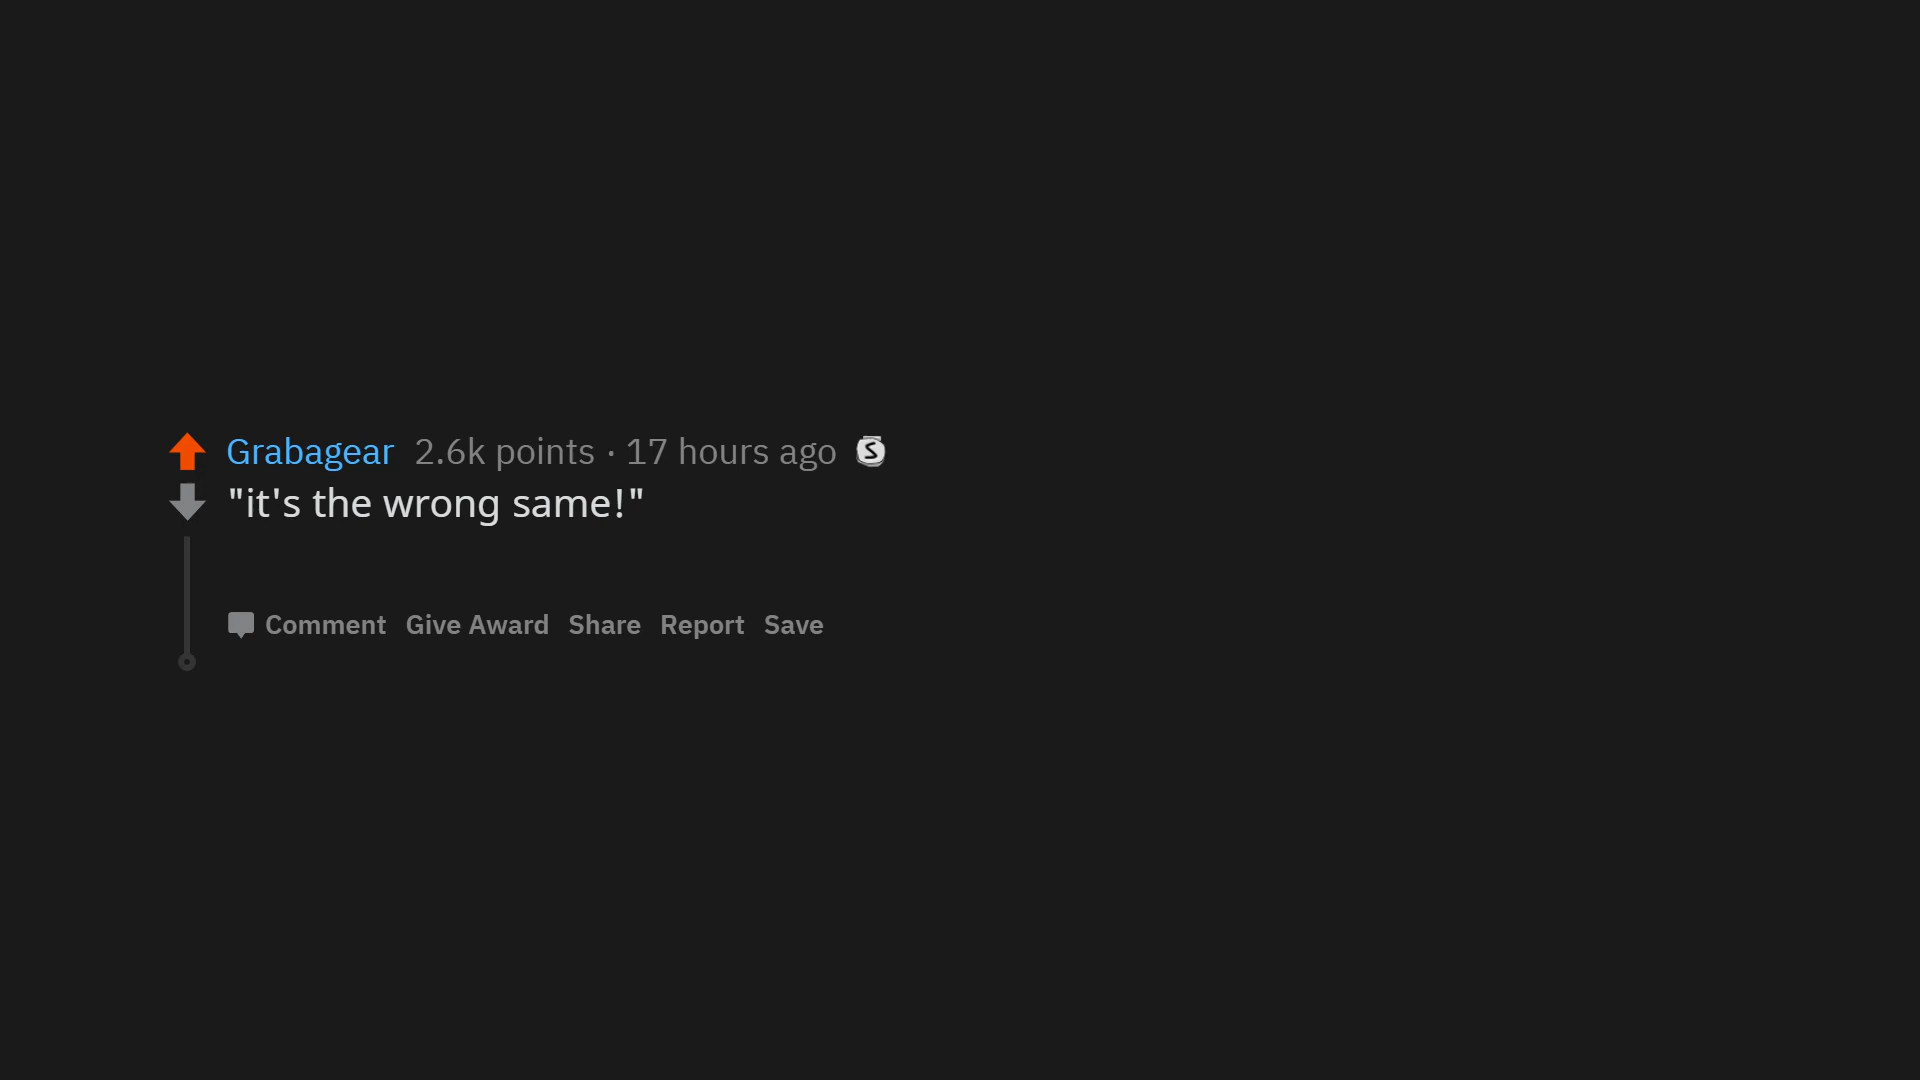 Grabagear 2.6k points · 17 hours ago S
"it's the wrong same!"
Comment Give Award Share Report Save